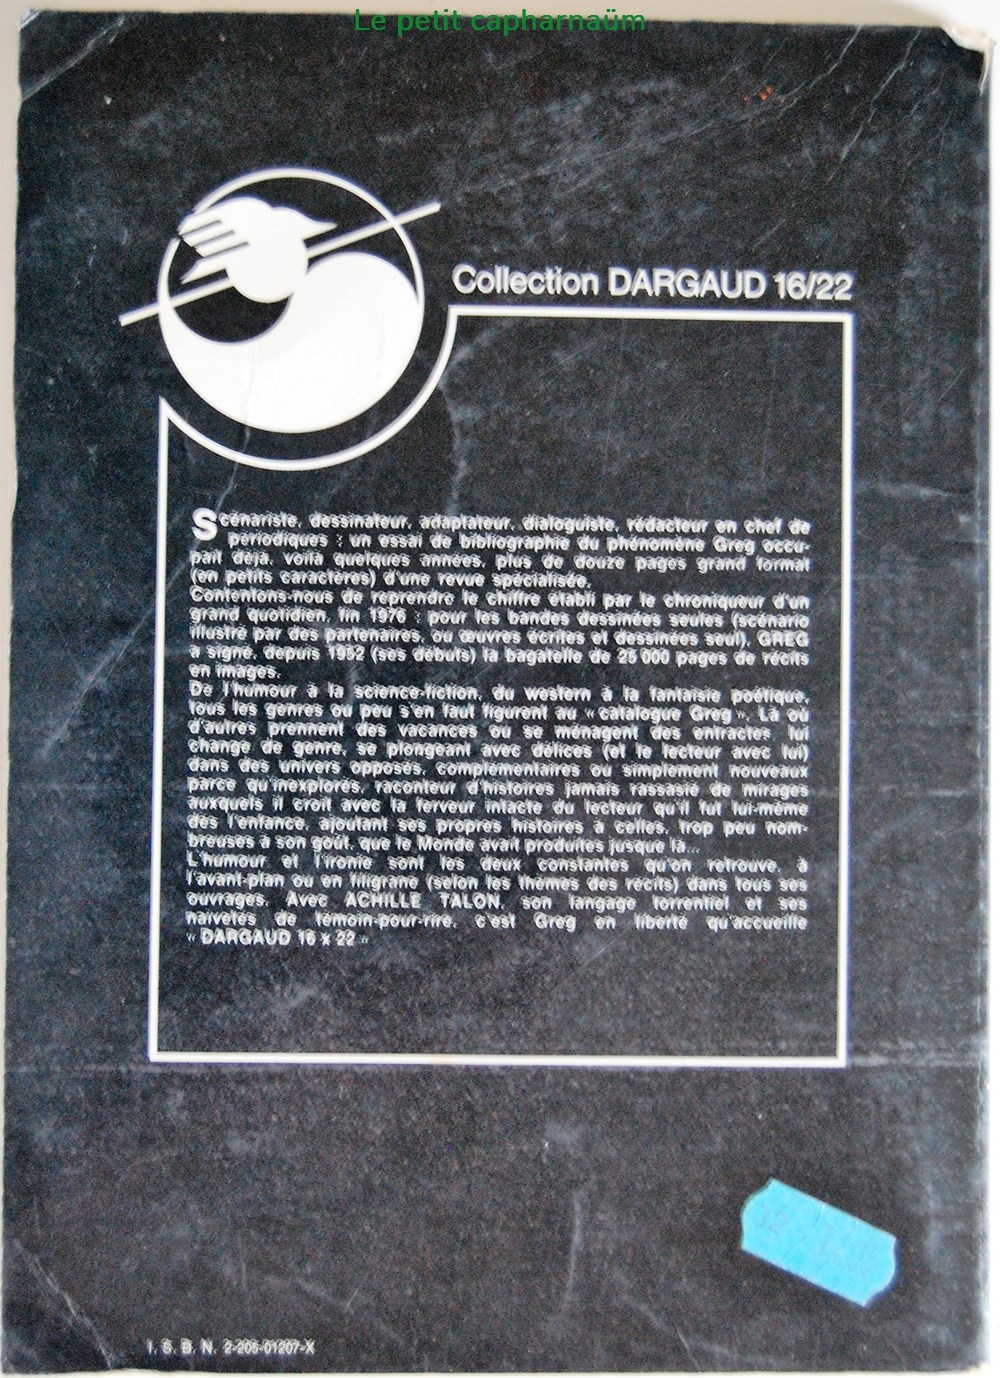 Le petit capharnaüm
Collection DARGAUD 16/22
Scénariste, dessinateur, adaptateur, dialoguiste, rédacteur en chef de
périodiques : un essai de bibliographie du phénomène Greg occu-
pait déjà, voilà quelques années, plus de douze pages grand format
(en petits caractères) d'une revue spécialisée.
Contentons-nous de reprendre le chiffre établi par le chroniqueur d'un
grand quotidien, fin 1976 : pour les bandes dessinées seules (scénario
illustré par des partenaires, ou œuvres écrites et dessinées seul), GREG
a signé, depuis 1952 (ses débuts) la bagatelle de 25 000 pages de récits
en images.
De l'humour à la science-fiction, du western à la fantaisie poétique,
tous les genres ou peu s'en faut figurent au « catalogue Greg ». Là où
d'autres prennent des vacances ou se ménagent des entractes, lui
change de genre, se plongeant avec délices (et le lecteur avec lui)
dans des univers opposés, complémentaires ou simplement nouveaux
parce qu'inexplorés, raconteur d'histoires jamais rassasié de mirages
auxquels il croit avec la ferveur intacte du lecteur qu'il fut lui-même
dès l'enfance, ajoutant ses propres histoires à celles, trop peu nom-
breuses à son goût, que le Monde avait produites jusque là...
L'humour et l'ironie sont les deux constantes qu'on retrouve, à
l'avant-plan ou en filigrane (selon les thèmes des récits) dans tous ses
ouvrages. Avec ACHILLE TALON, son langage torrentiel et ses
naïvetés de témoin-pour-rire, c'est Greg en liberté qu'accueille
« DARGAUD 16 x 22 »
I. S. B. N. 2-205-01207-X